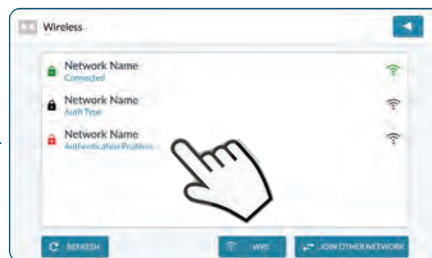 Wireless
Network Name
Connected
Network Name
Auth Type
Network Name
Authentication Problem
REFRESH
WPS
JOIN OTHER NETWORK